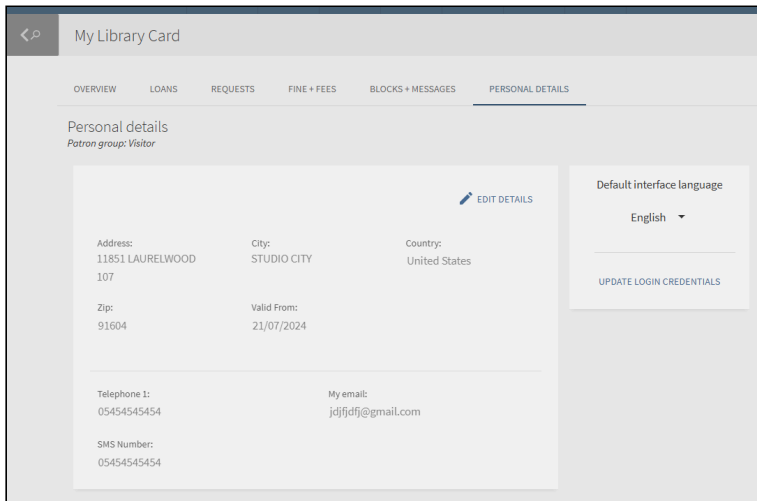 My Library Card
OVERVIEW LOANS REQUESTS FINE + FEES BLOCKS + MESSAGES PERSONAL DETAILS
Personal details
Patron group: Visitor
EDIT DETAILS
Address: City: Country:
11851 LAURELWOOD STUDIO CITY United States
107
Zip: Valid From:
91604 21/07/2024
Telephone 1: My email:
05454545454 jdjfjdfj@gmail.com
SMS Number:
05454545454
Default interface language
English
UPDATE LOGIN CREDENTIALS